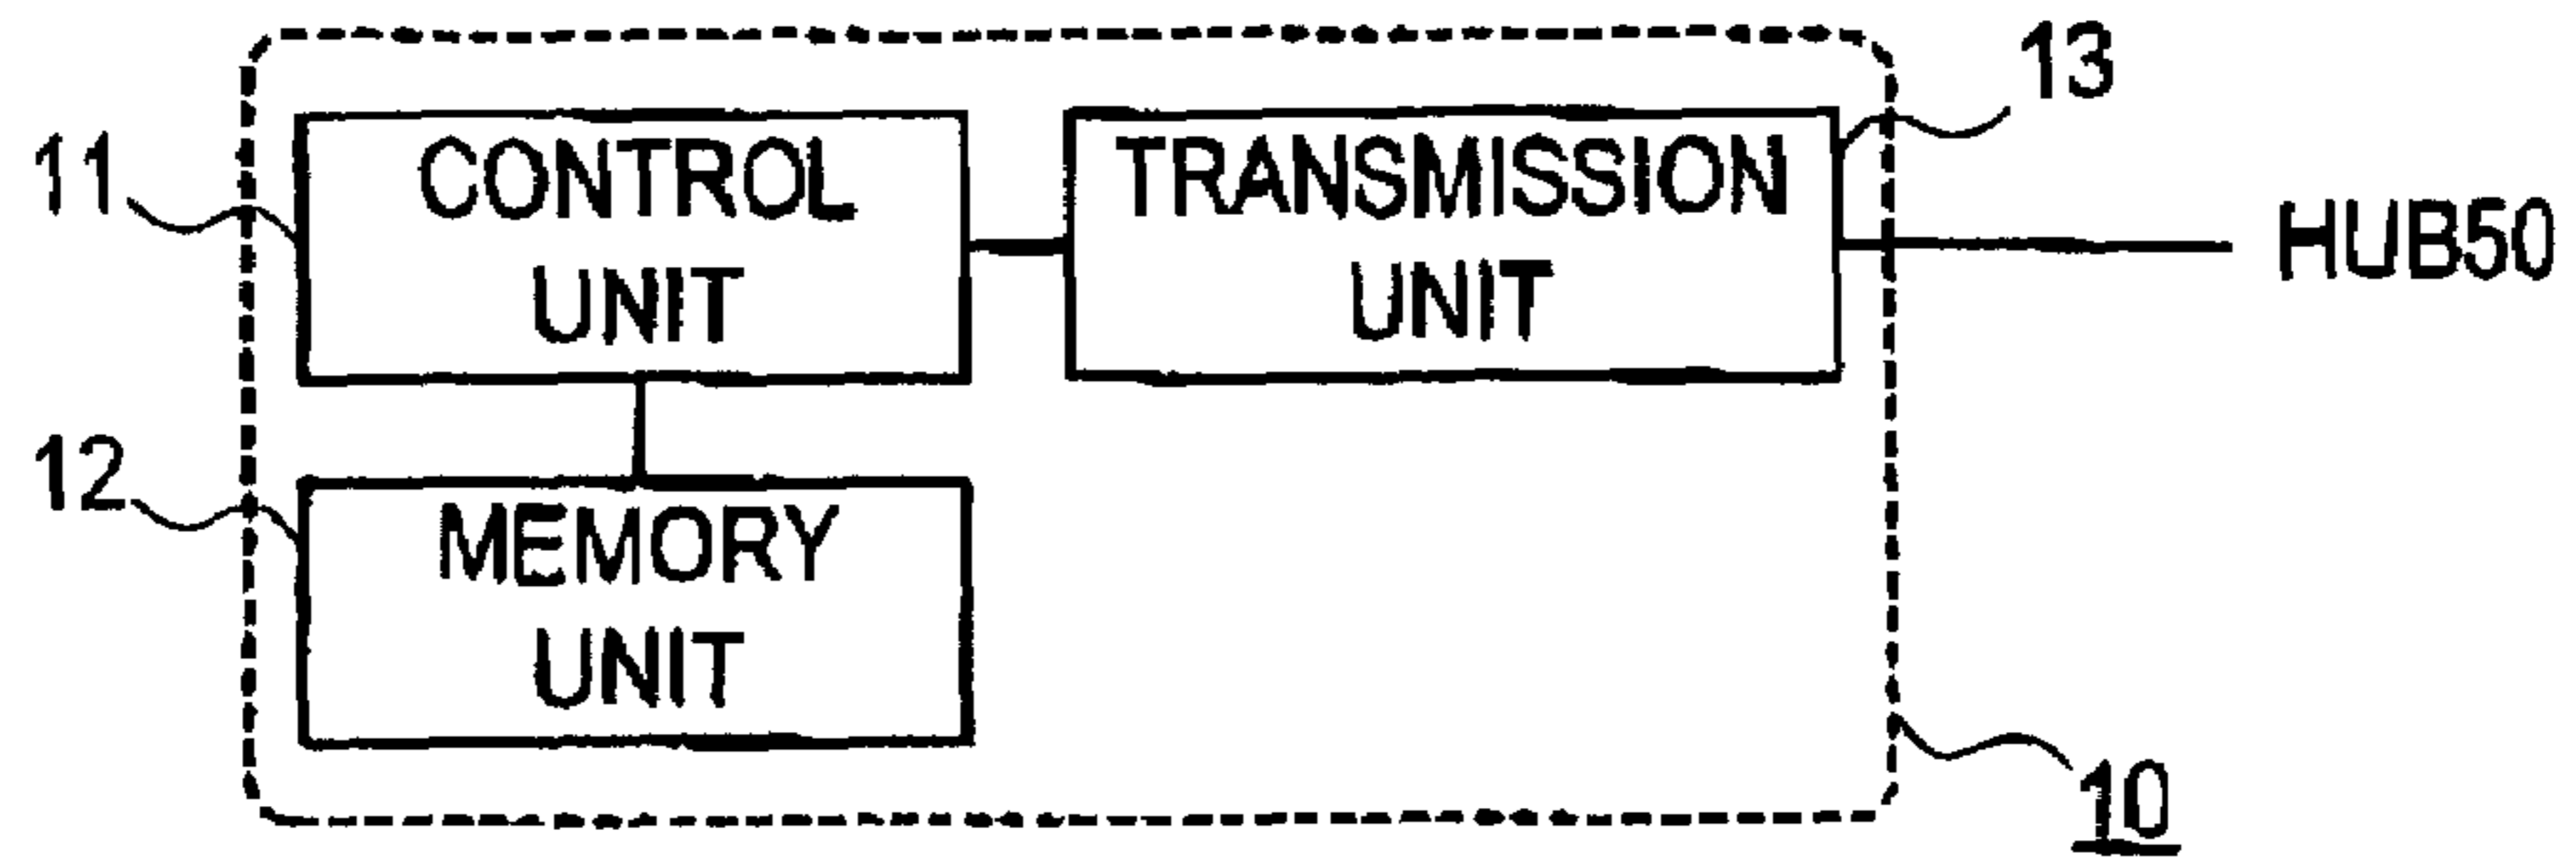 13
11
CONTROL
UNIT
TRANSMISSION
UNIT
HUB50
12
MEMORY
UNIT
10